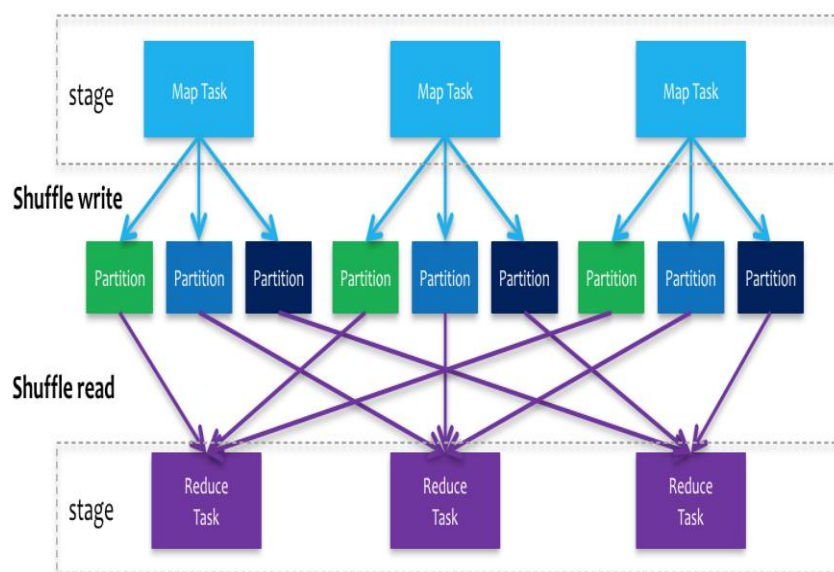 stage
Map Task
Map Task
Map Task
Shuffle write
Partition
Partition
Partition
Partition
Partition
Partition
Partition
Partition
Partition
Shuffle read
stage
Reduce
Task
Reduce
Task
Reduce
Task